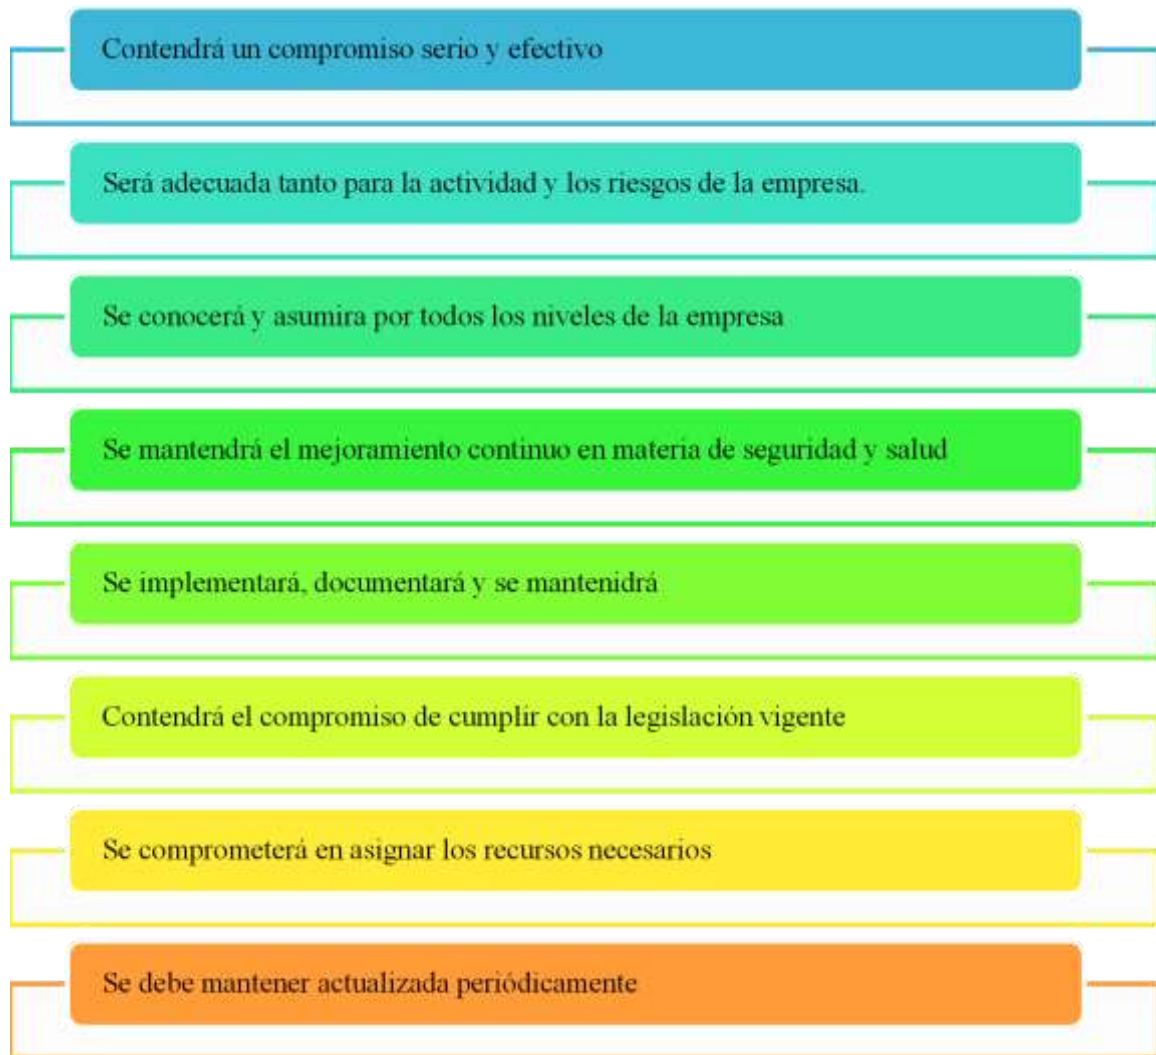 Contendrá un compromiso serio y efectivo
Será adecuada tanto para la actividad y los riesgos de la empresa.
Se conocerá y asumira por todos los niveles de la empresa
Se mantendrá el mejoramiento continuo en materia de seguridad y salud
Se implementará, documentará y se mantenidrá
Contendrá el compromiso de cumplir con la legislación vigente
Se comprometerá en asignar los recursos necesarios
Se debe mantener actualizada periódicamente